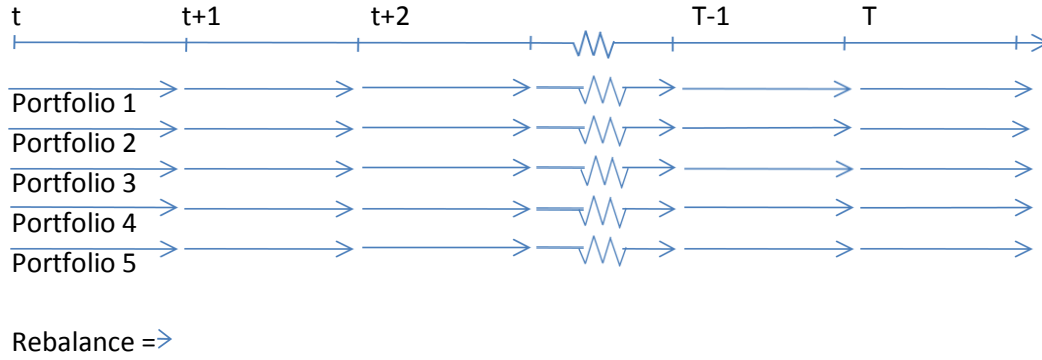 t t+1 t+2 T-1 T
Portfolio 1
Portfolio 2
Portfolio 3
Portfolio 4
Portfolio 5
Rebalance =